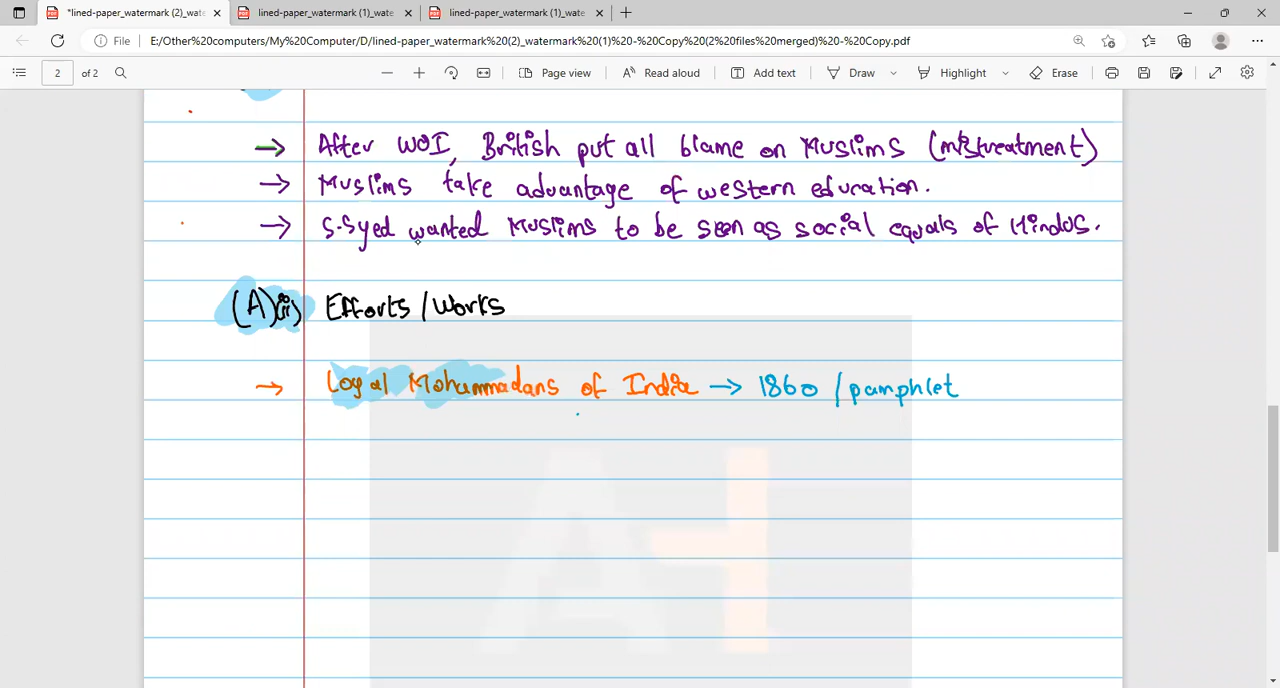 *lined-paper_watermark (2)_wate
lined-paper_watermark (1)_wate
lined-paper_watermark (1)_wate
File
E:/Other%20computers/My%20Computer/D/lined-paper_watermark%20(2)_watermark%20(1)%20-%20Copy%20(2%20files%20merged)%20-%20Copy.pdf
2 of 2
Page view
Read aloud
Add text
Draw
Highlight
Erase
→ After WOI, British put all blame on Muslims (mistreatment)
→ Muslims take advantage of western education.
→ S.Syed wanted Muslims to be seen as social equals of Hindus.
(A)(ii) Efforts/Works
→ Loyal Mohammadans of India → 1860 /pamphlet
AH